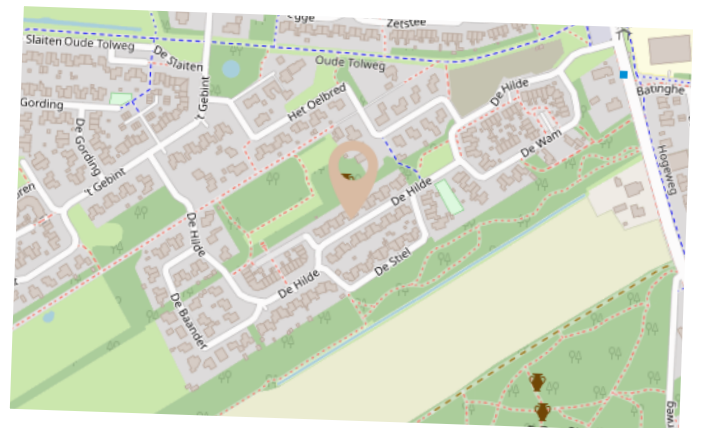 Zetstee
Slaiten
Oude Tolweg
De Slaiten
Oude Tolweg
't Gebint
Batinghe
De Hilde
Gording
Het Oelbred
De Gording
De Wam
Hogeweg
't Gebint
De Hilde
De Hilde
De Stiel
De Hilde
De Baander